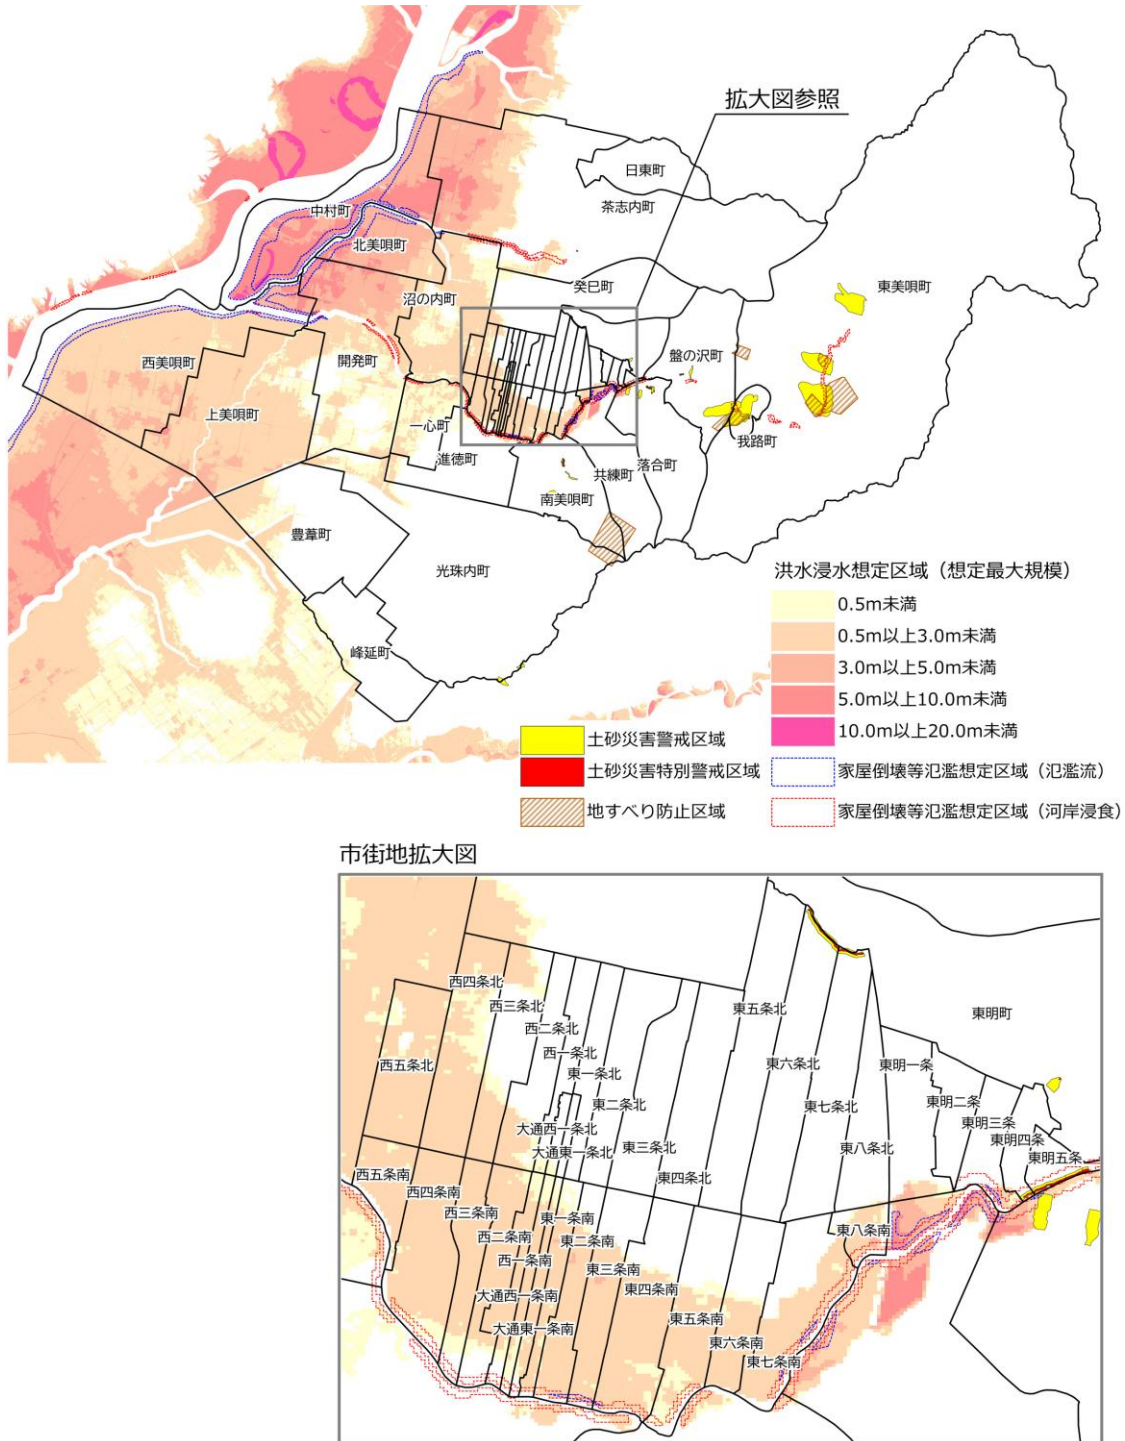 拡大図参照
日東町
茶志内町
中村町
北美唄町
癸巳町
東美唄町
沼の内町
西美唄町
開発町
盤の沢町
上美唄町
一心町
我路町
進徳町
共練町
落合町
南美唄町
豊葦町
光珠内町
峰延町
洪水浸水想定区域（想定最大規模）
0.5m未満
0.5m以上3.0m未満
3.0m以上5.0m未満
5.0m以上10.0m未満
10.0m以上20.0m未満
土砂災害警戒区域
土砂災害特別警戒区域
地すべり防止区域
家屋倒壊等氾濫想定区域（氾濫流）
家屋倒壊等氾濫想定区域（河岸浸食）
市街地拡大図
西四条北
西三条北
東五条北
東明町
西二条北
西一条北
西五条北
東六条北
東明一条
東一条北
東明二条
東二条北
東七条北
東明三条
大通西一条北
東明四条
大通東一条北
東三条北
東八条北
東明五条
西五条南
東四条北
西四条南
西三条南
東一条南
東八条南
西二条南
東二条南
西一条南
東三条南
東四条南
大通西一条南
東五条南
大通東一条南
東六条南
東七条南